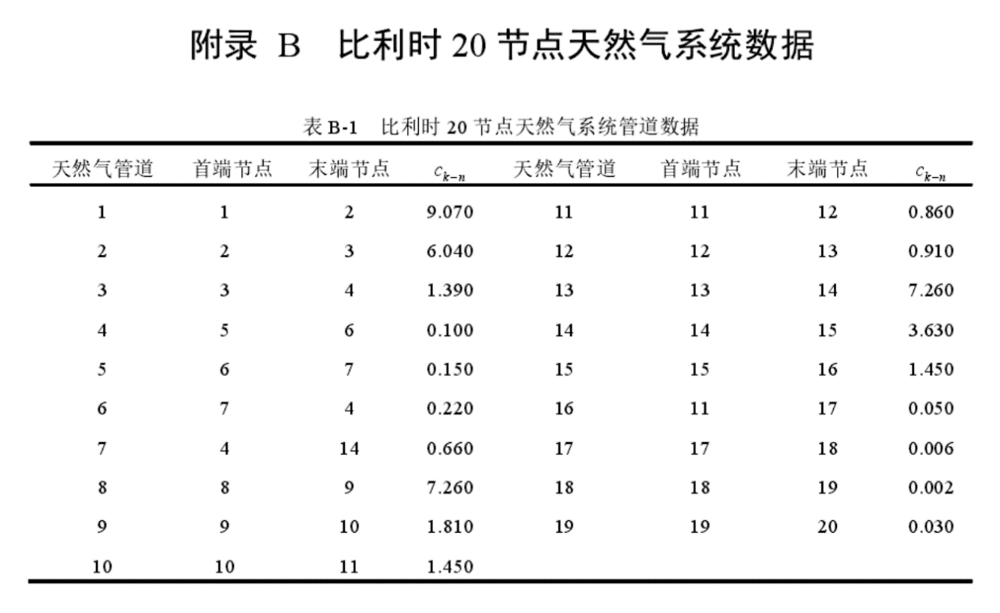 附录 B 比利时 20 节点天然气系统数据
表 B-1 比利时 20 节点天然气系统管道数据
天然气管道 首端节点 末端节点 c_{k-n} 天然气管道 首端节点 末端节点 c_{k-n}
1 1 2 9.070 11 11 12 0.860
2 2 3 6.040 12 12 13 0.910
3 3 4 1.390 13 13 14 7.260
4 5 6 0.100 14 14 15 3.630
5 6 7 0.150 15 15 16 1.450
6 7 4 0.220 16 11 17 0.050
7 4 14 0.660 17 17 18 0.006
8 8 9 7.260 18 18 19 0.002
9 9 10 1.810 19 19 20 0.030
10 10 11 1.450